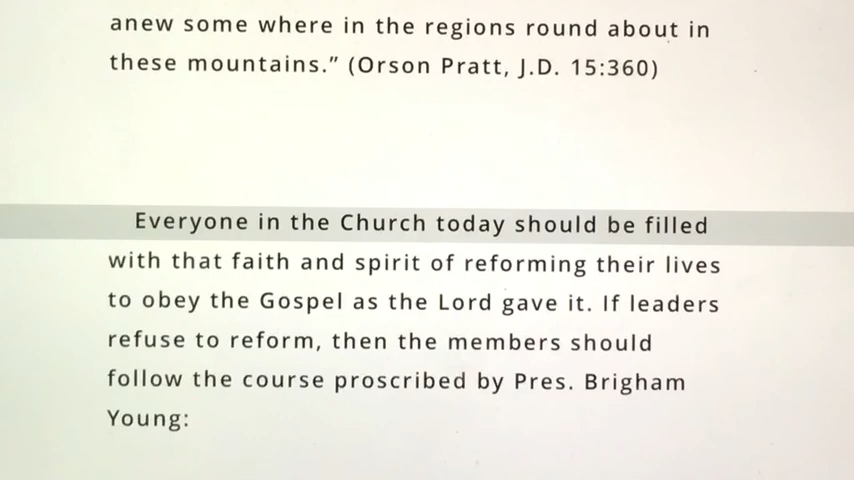 anew some where in the regions round about in
these mountains.” (Orson Pratt, J.D. 15:360)
Everyone in the Church today should be filled
with that faith and spirit of reforming their lives
to obey the Gospel as the Lord gave it. If leaders
refuse to reform, then the members should
follow the course proscribed by Pres. Brigham
Young: